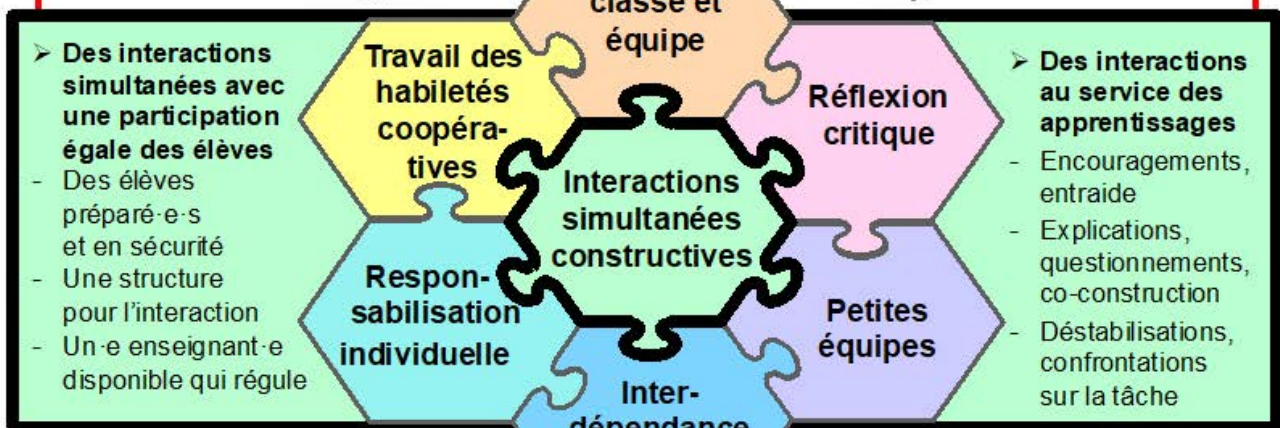 ➢ Des interactions
simultanées avec
une participation
égale des élèves
- Des élèves
préparé·e·s
et en sécurité
- Une structure
pour l'interaction
- Un·e enseignant·e
disponible qui régule
Travail des
habiletés
coopéra-
tives
classe et
équipe
Réflexion
critique
Interactions
simultanées
constructives
Respon-
sabilisation
individuelle
Petites
équipes
Inter-
dépendance
➢ Des interactions
au service des
apprentissages
- Encouragements,
entraide
- Explications,
questionnements,
co-construction
- Déstabilisations,
confrontations
sur la tâche